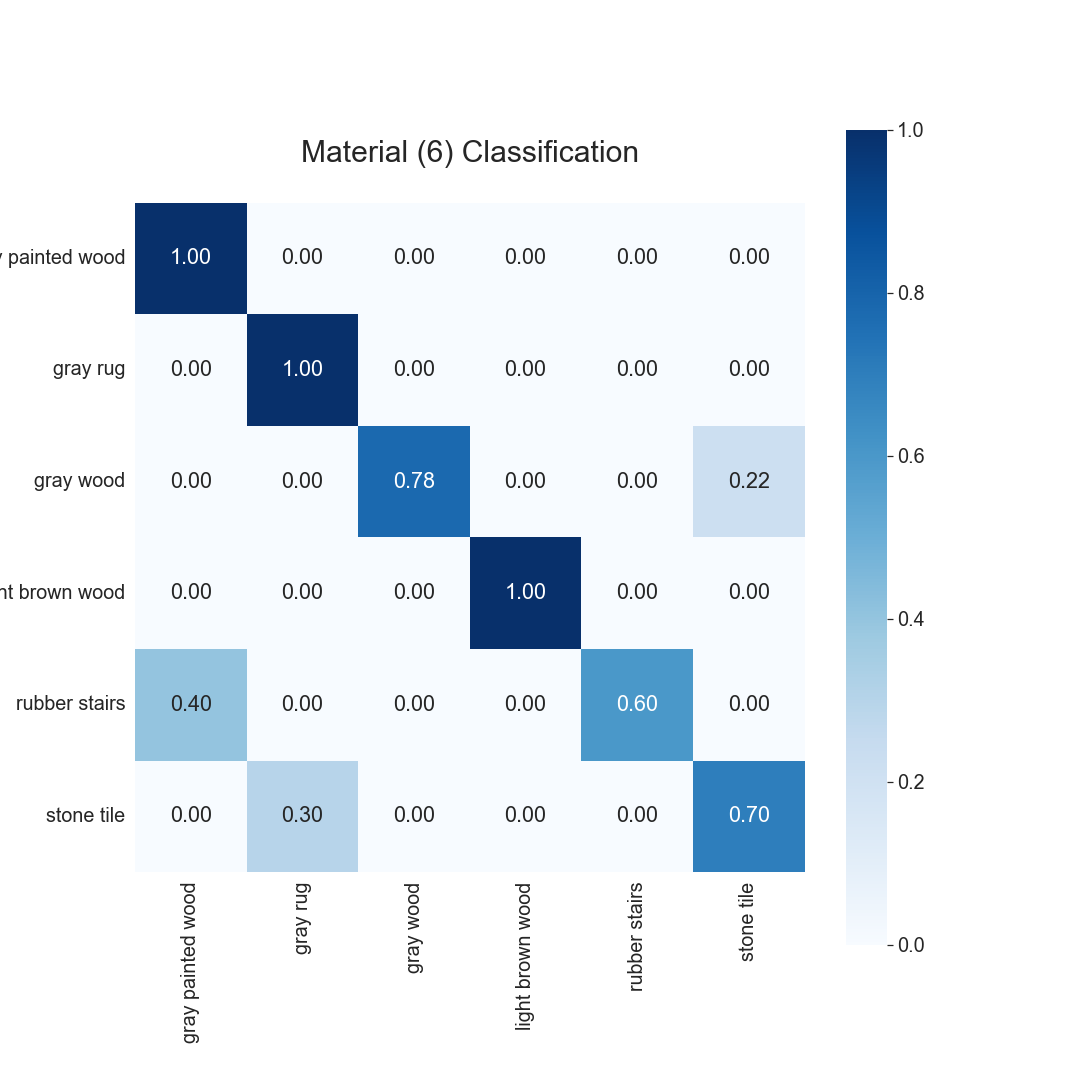 Material (6) Classification
1.0
y painted wood 1.00 0.00 0.00 0.00 0.00 0.00
0.8
gray rug 0.00 1.00 0.00 0.00 0.00 0.00
gray wood 0.00 0.00 0.78 0.00 0.00 0.22
0.6
nt brown wood 0.00 0.00 0.00 1.00 0.00 0.00
0.4
rubber stairs 0.40 0.00 0.00 0.00 0.60 0.00
0.2
stone tile 0.00 0.30 0.00 0.00 0.00 0.70
0.0
gray painted wood
gray rug
gray wood
light brown wood
rubber stairs
stone tile